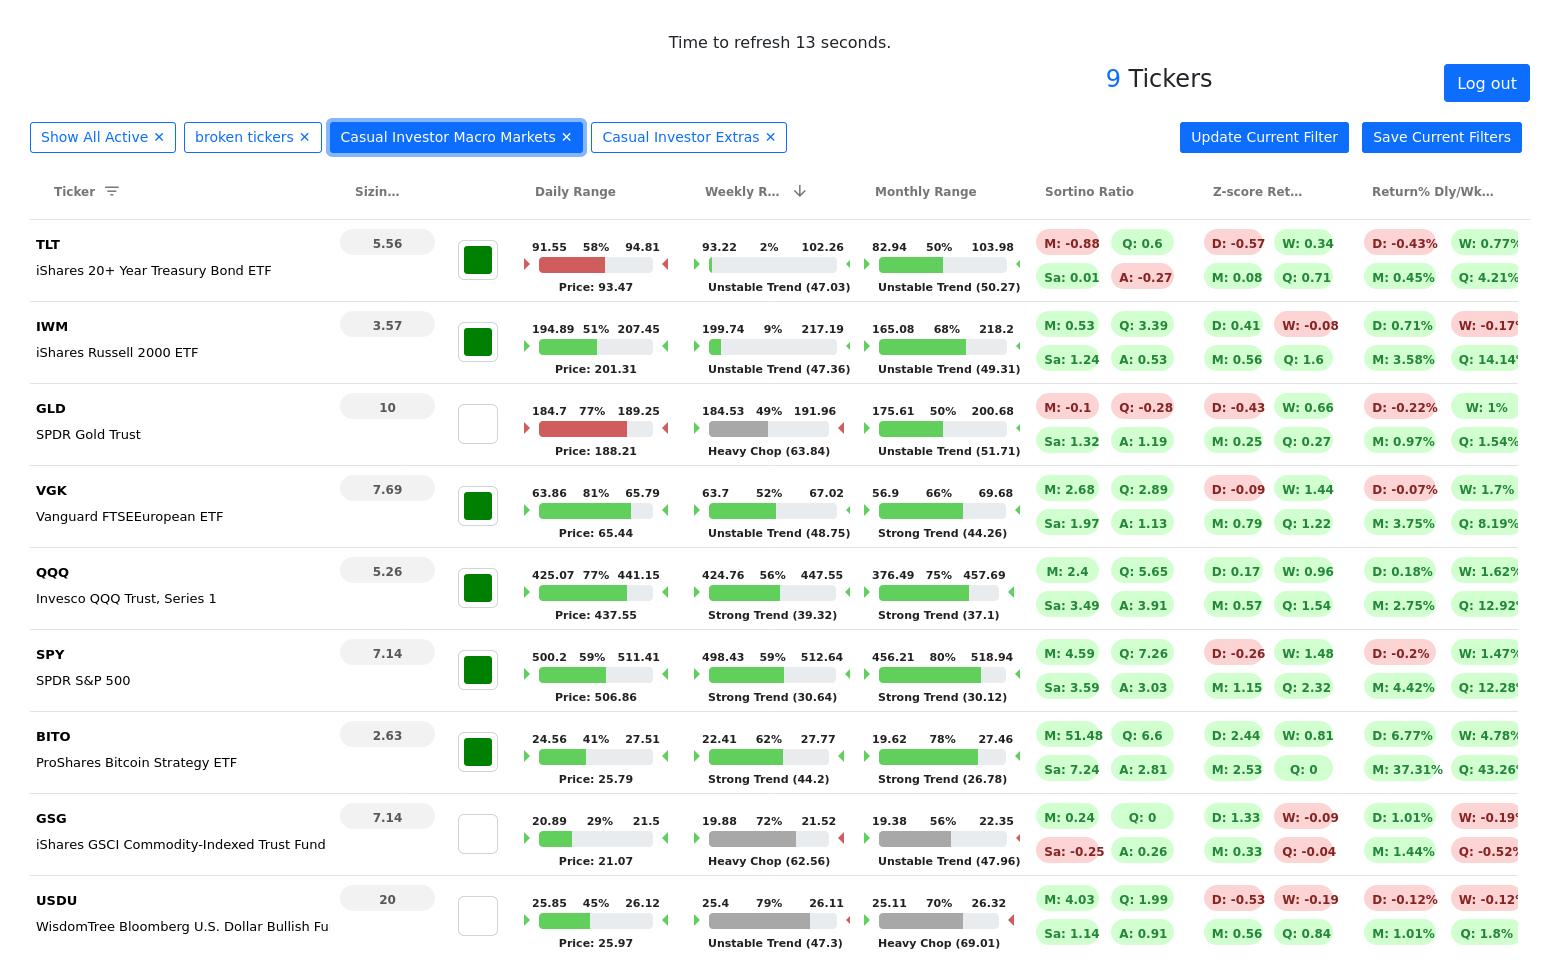 Time to refresh 13 seconds.
9 Tickers
Log out
Show All Active ✕ broken tickers ✕ Casual Investor Macro Markets ✕ Casual Investor Extras ✕ Update Current Filter Save Current Filters
Ticker Sizin... Daily Range Weekly R... Monthly Range Sortino Ratio Z-score Ret... Return% Dly/Wk...
TLT 5.56 91.55 58% 94.81 93.22 2% 102.26 82.94 50% 103.98 M: -0.88 Q: 0.6 D: -0.57 W: 0.34 D: -0.43% W: 0.77%
iShares 20+ Year Treasury Bond ETF Sa: 0.01 A: -0.27 M: 0.08 Q: 0.71 M: 0.45% Q: 4.21%
Price: 93.47 Unstable Trend (47.03) Unstable Trend (50.27)
IWM 3.57 194.89 51% 207.45 199.74 9% 217.19 165.08 68% 218.2 M: 0.53 Q: 3.39 D: 0.41 W: -0.08 D: 0.71% W: -0.17%
iShares Russell 2000 ETF Sa: 1.24 A: 0.53 M: 0.56 Q: 1.6 M: 3.58% Q: 14.14%
Price: 201.31 Unstable Trend (47.36) Unstable Trend (49.31)
GLD 10 184.7 77% 189.25 184.53 49% 191.96 175.61 50% 200.68 M: -0.1 Q: -0.28 D: -0.43 W: 0.66 D: -0.22% W: 1%
SPDR Gold Trust Sa: 1.32 A: 1.19 M: 0.25 Q: 0.27 M: 0.97% Q: 1.54%
Price: 188.21 Heavy Chop (63.84) Unstable Trend (51.71)
VGK 7.69 63.86 81% 65.79 63.7 52% 67.02 56.9 66% 69.68 M: 2.68 Q: 2.89 D: -0.09 W: 1.44 D: -0.07% W: 1.7%
Vanguard FTSEEuropean ETF Sa: 1.97 A: 1.13 M: 0.79 Q: 1.22 M: 3.75% Q: 8.19%
Price: 65.44 Unstable Trend (48.75) Strong Trend (44.26)
QQQ 5.26 425.07 77% 441.15 424.76 56% 447.55 376.49 75% 457.69 M: 2.4 Q: 5.65 D: 0.17 W: 0.96 D: 0.18% W: 1.62%
Invesco QQQ Trust, Series 1 Sa: 3.49 A: 3.91 M: 0.57 Q: 1.54 M: 2.75% Q: 12.92%
Price: 437.55 Strong Trend (39.32) Strong Trend (37.1)
SPY 7.14 500.2 59% 511.41 498.43 59% 512.64 456.21 80% 518.94 M: 4.59 Q: 7.26 D: -0.26 W: 1.48 D: -0.2% W: 1.47%
SPDR S&P 500 Sa: 3.59 A: 3.03 M: 1.15 Q: 2.32 M: 4.42% Q: 12.28%
Price: 506.86 Strong Trend (30.64) Strong Trend (30.12)
BITO 2.63 24.56 41% 27.51 22.41 62% 27.77 19.62 78% 27.46 M: 51.48 Q: 6.6 D: 2.44 W: 0.81 D: 6.77% W: 4.78%
ProShares Bitcoin Strategy ETF Sa: 7.24 A: 2.81 M: 2.53 Q: 0 M: 37.31% Q: 43.26%
Price: 25.79 Strong Trend (44.2) Strong Trend (26.78)
GSG 7.14 20.89 29% 21.5 19.88 72% 21.52 19.38 56% 22.35 M: 0.24 Q: 0 D: 1.33 W: -0.09 D: 1.01% W: -0.19%
iShares GSCI Commodity-Indexed Trust Fund Sa: -0.25 A: 0.26 M: 0.33 Q: -0.04 M: 1.44% Q: -0.52%
Price: 21.07 Heavy Chop (62.56) Unstable Trend (47.96)
USDU 20 25.85 45% 26.12 25.4 79% 26.11 25.11 70% 26.32 M: 4.03 Q: 1.99 D: -0.53 W: -0.19 D: -0.12% W: -0.12%
WisdomTree Bloomberg U.S. Dollar Bullish Fu Sa: 1.14 A: 0.91 M: 0.56 Q: 0.84 M: 1.01% Q: 1.8%
Price: 25.97 Unstable Trend (47.3) Heavy Chop (69.01)